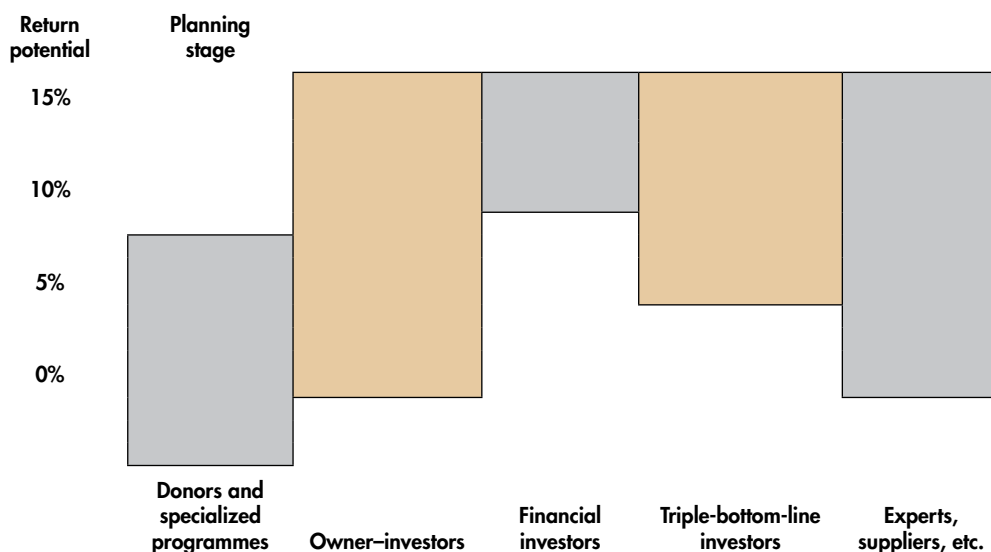 Return
potential
Planning
stage
15%
10%
5%
0%
Donors and
specialized
programmes
Owner–investors
Financial
investors
Triple-bottom-line
investors
Experts,
suppliers, etc.